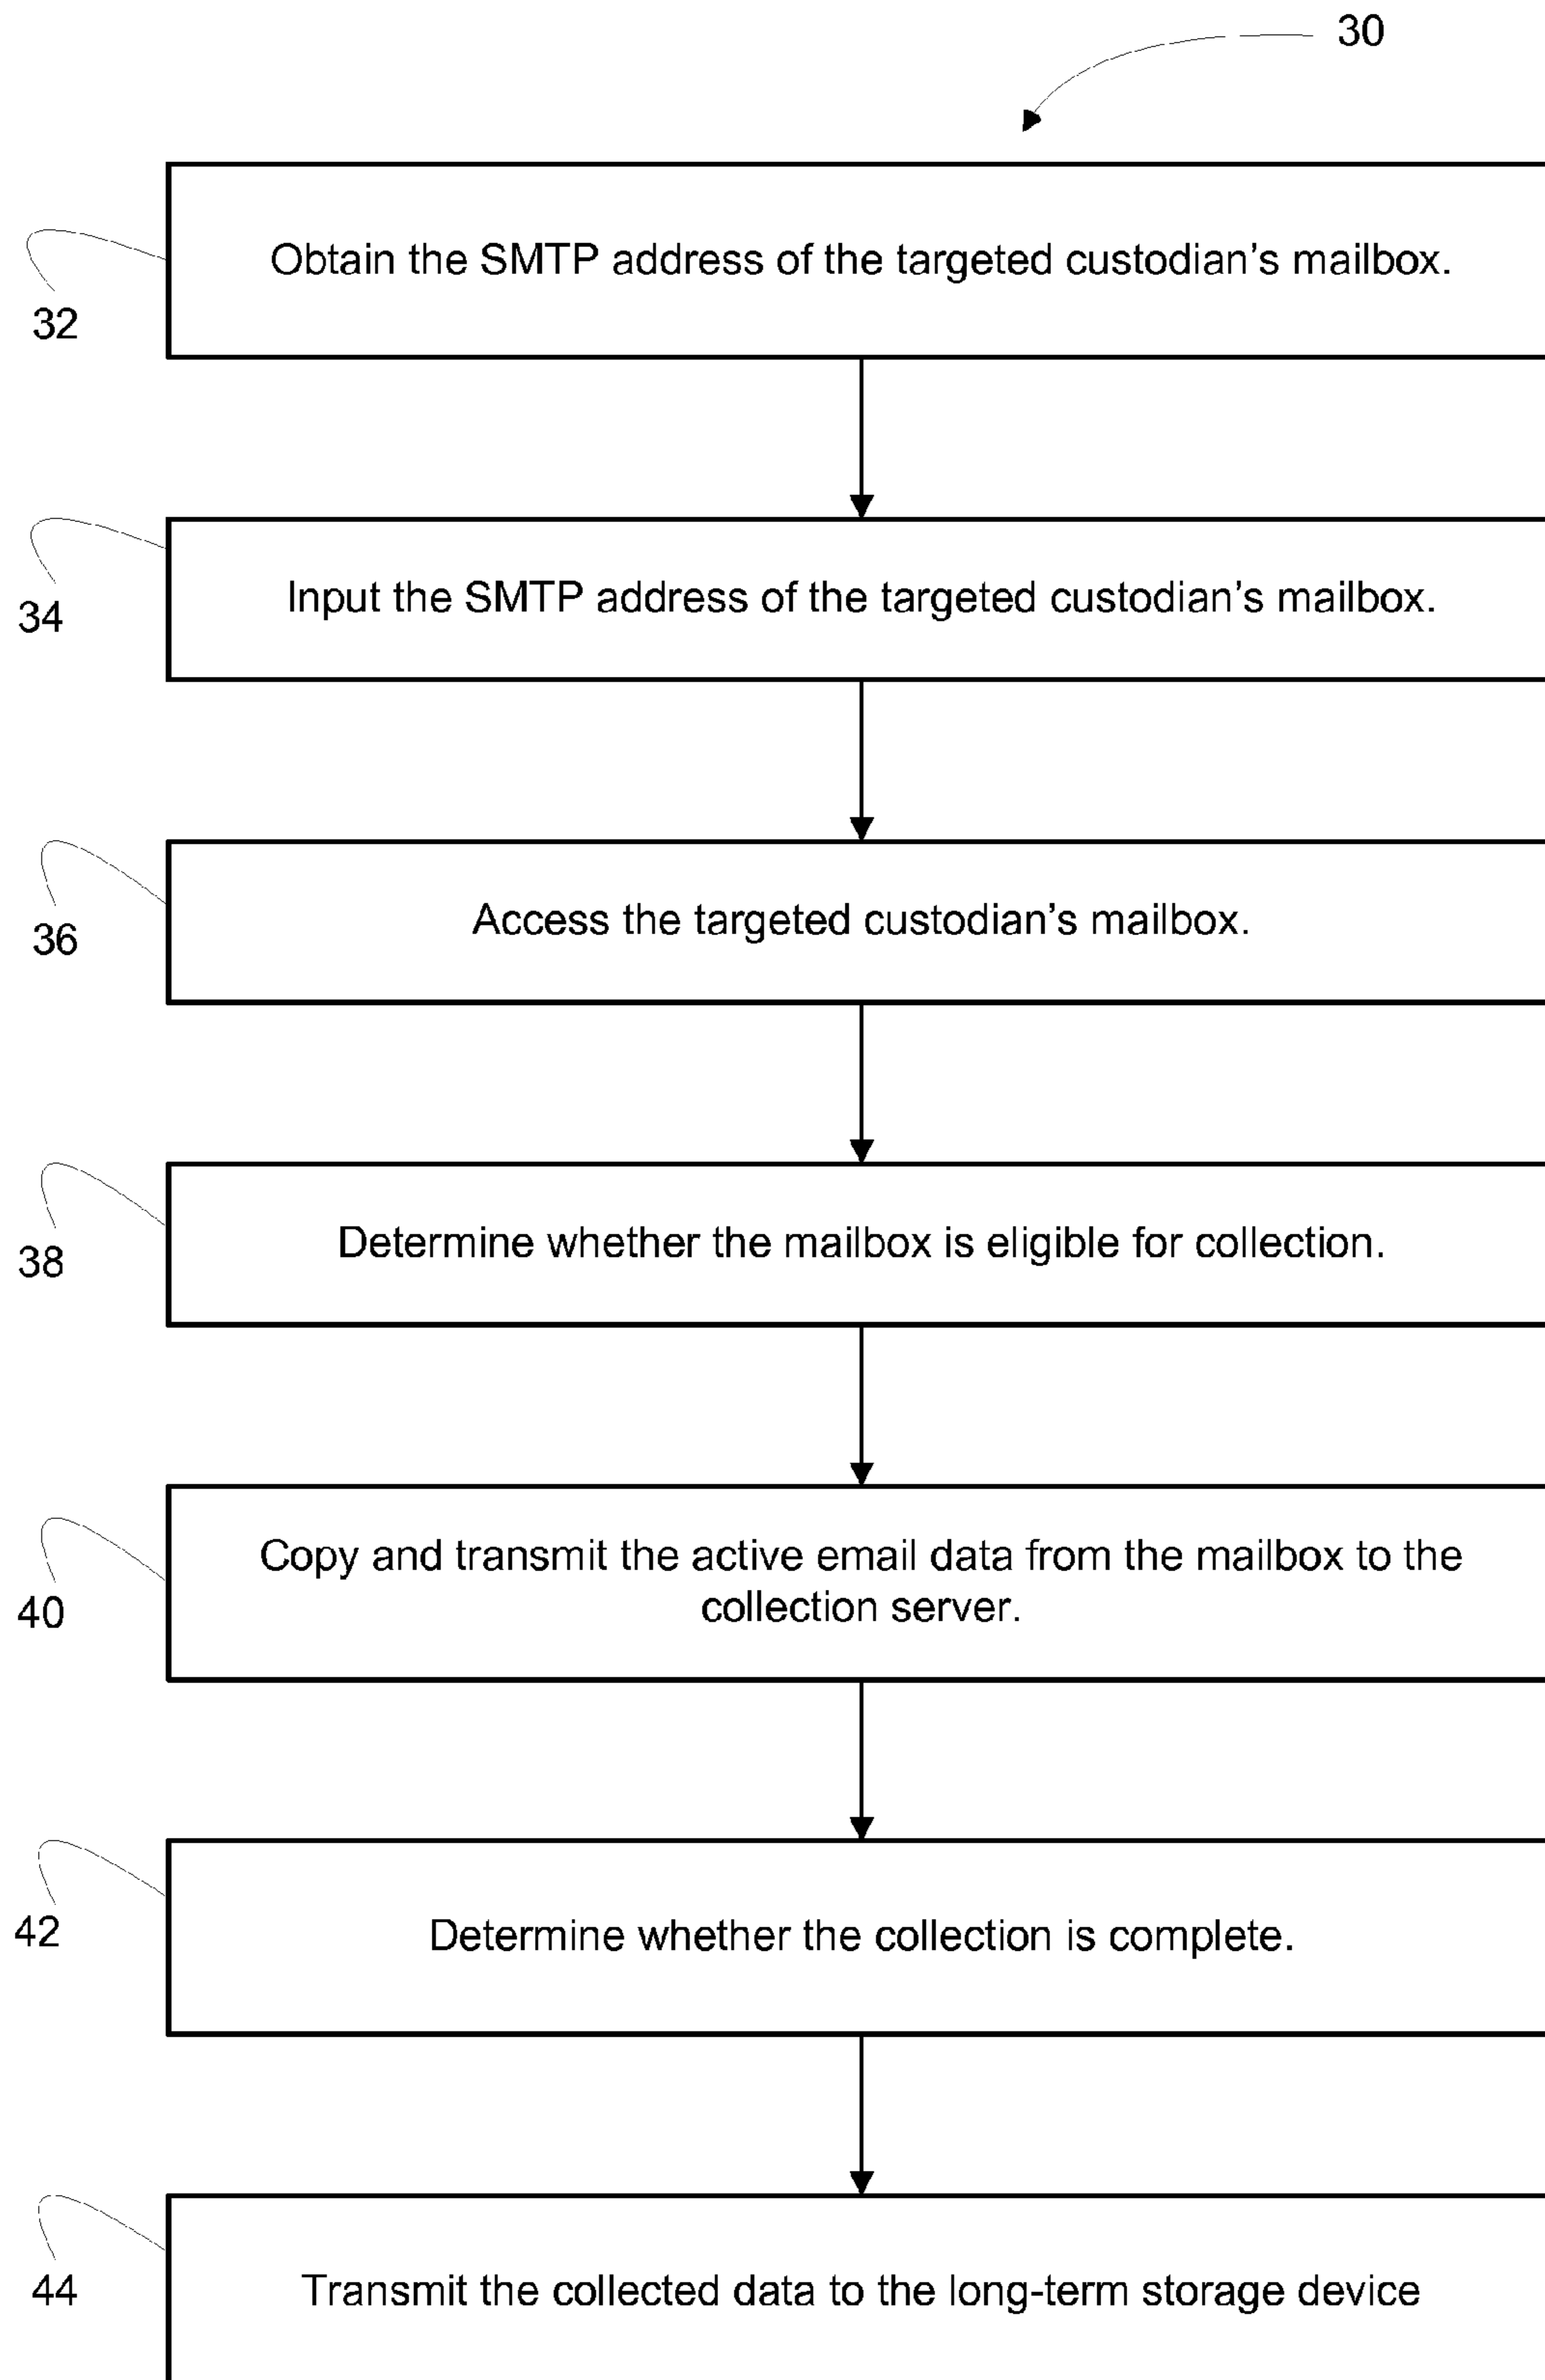 30
Obtain the SMTP address of the targeted custodian's mailbox.
32
Input the SMTP address of the targeted custodian's mailbox.
34
Access the targeted custodian's mailbox.
36
Determine whether the mailbox is eligible for collection.
38
Copy and transmit the active email data from the mailbox to the
collection server.
40
Determine whether the collection is complete.
42
Transmit the collected data to the long-term storage device
44